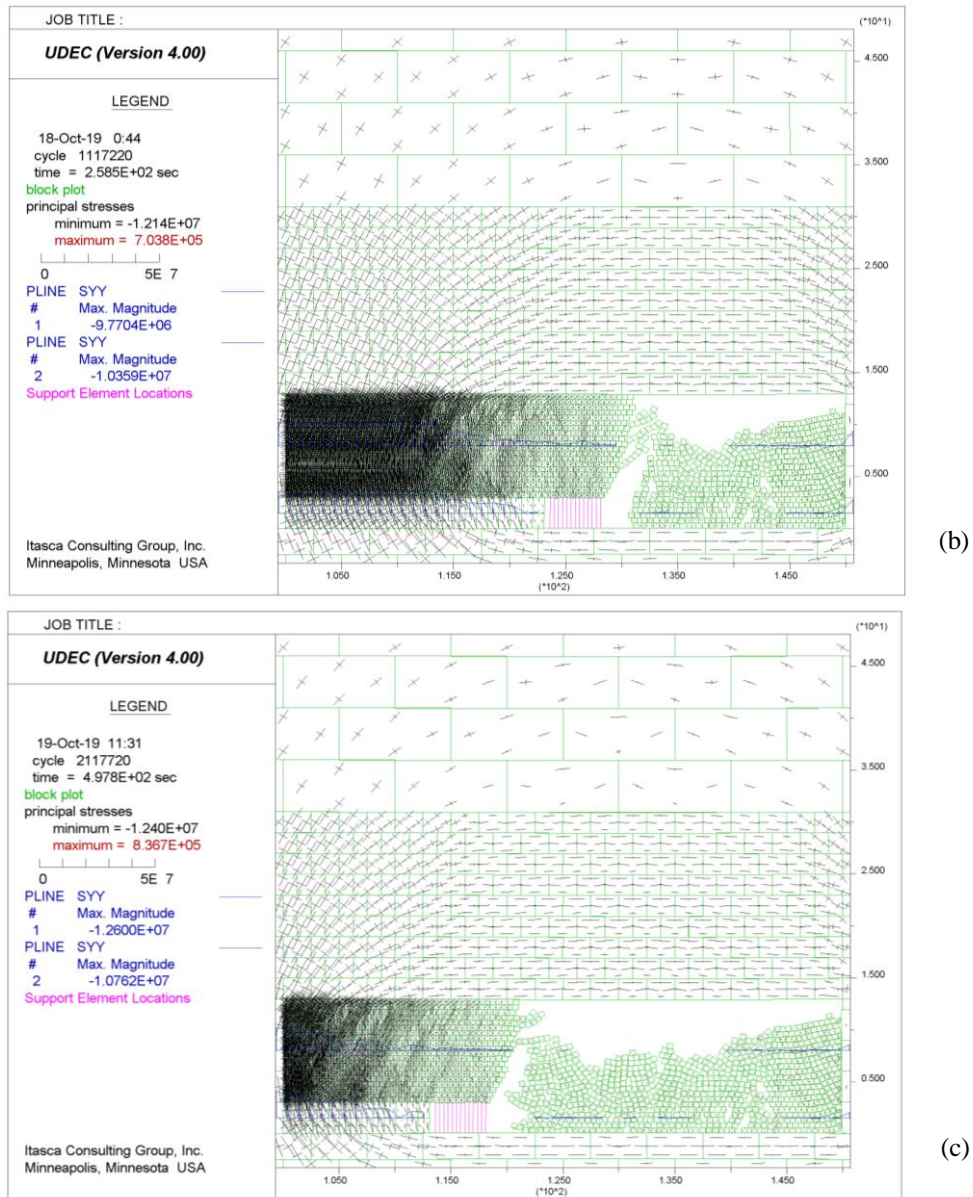 JOB TITLE :
(*10^1)
UDEC (Version 4.00)
LEGEND
18-Oct-19 0:44
cycle 1117220
time = 2.585E+02 sec
block plot
principal stresses
minimum = -1.214E+07
maximum = 7.038E+05
0 5E 7
PLINE SYY
# Max. Magnitude
1 -9.7704E+06
PLINE SYY
# Max. Magnitude
2 -1.0359E+07
Support Element Locations
Itasca Consulting Group, Inc.
Minneapolis, Minnesota USA
4.500
3.500
2.500
1.500
0.500
1.050 1.150 1.250 1.350 1.450
(*10^2)
(b)
JOB TITLE :
(*10^1)
UDEC (Version 4.00)
LEGEND
19-Oct-19 11:31
cycle 2117720
time = 4.978E+02 sec
block plot
principal stresses
minimum = -1.240E+07
maximum = 8.367E+05
0 5E 7
PLINE SYY
# Max. Magnitude
1 -1.2600E+07
PLINE SYY
# Max. Magnitude
2 -1.0762E+07
Support Element Locations
Itasca Consulting Group, Inc.
Minneapolis, Minnesota USA
4.500
3.500
2.500
1.500
0.500
1.050 1.150 1.250 1.350 1.450
(*10^2)
(c)